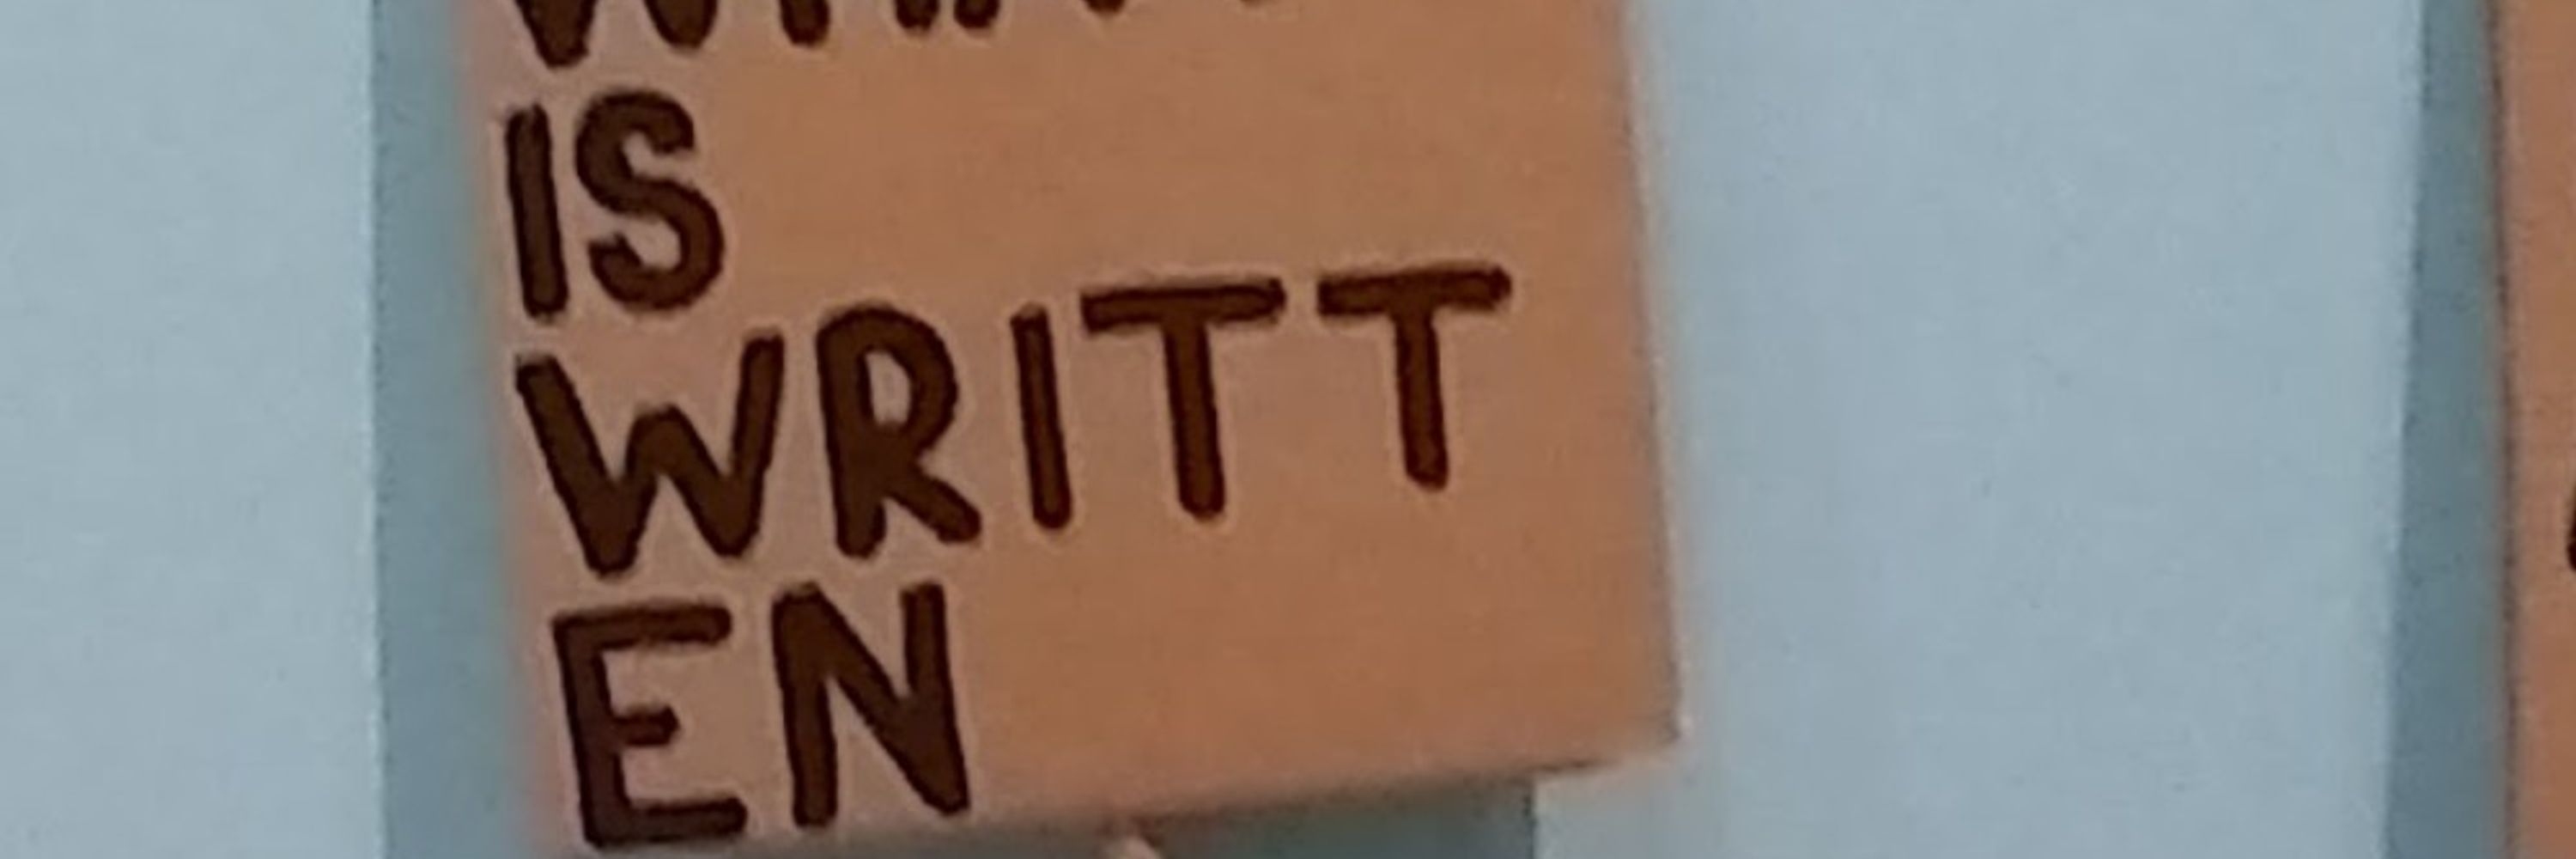 IS
WRITT
EN